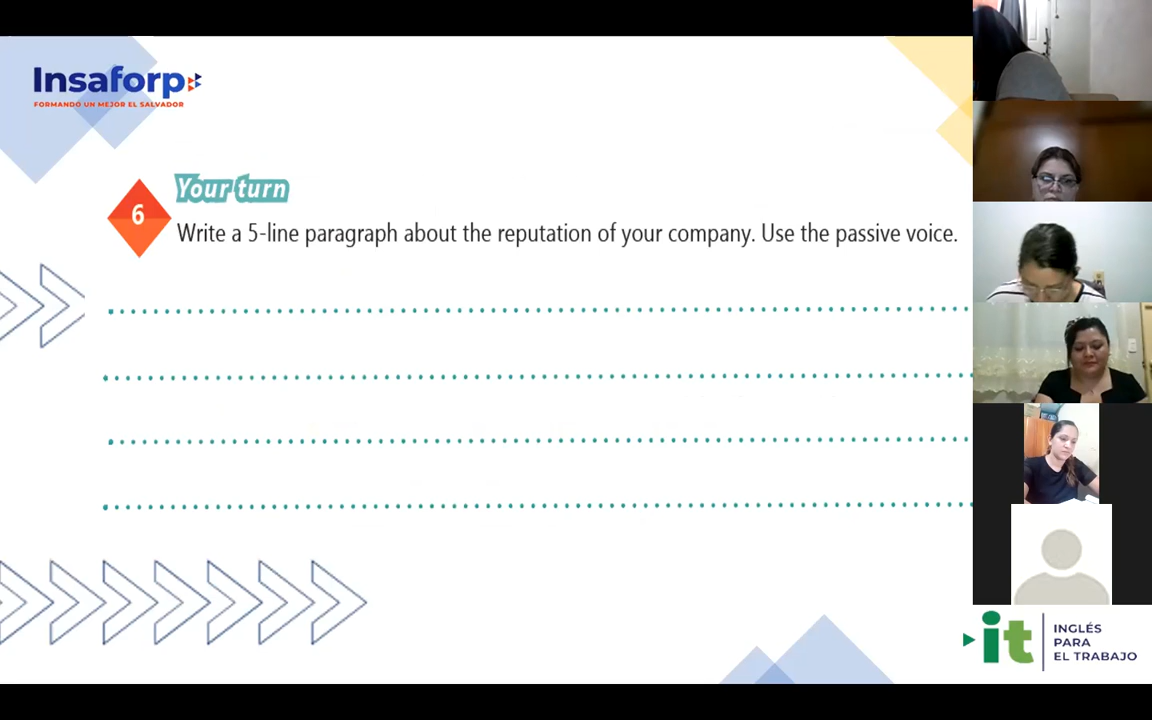 Insaforp
FORMANDO UN MEJOR EL SALVADOR
Your turn
6
Write a 5-line paragraph about the reputation of your company. Use the passive voice.
it
INGLÉS
PARA
EL TRABAJO